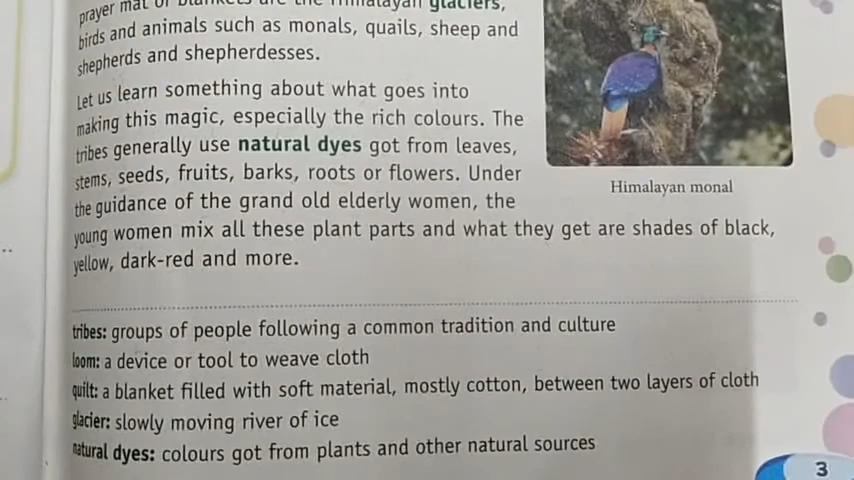 prayer mat or blankets are the Himalayan glaciers,
birds and animals such as monals, quails, sheep and
shepherds and shepherdesses.
Let us learn something about what goes into
making this magic, especially the rich colours. The
tribes generally use natural dyes got from leaves,
stems, seeds, fruits, barks, roots or flowers. Under
the guidance of the grand old elderly women, the
young women mix all these plant parts and what they get are shades of black,
yellow, dark-red and more.
Himalayan monal
tribes: groups of people following a common tradition and culture
loom: a device or tool to weave cloth
quilt: a blanket filled with soft material, mostly cotton, between two layers of cloth
glacier: slowly moving river of ice
natural dyes: colours got from plants and other natural sources
3